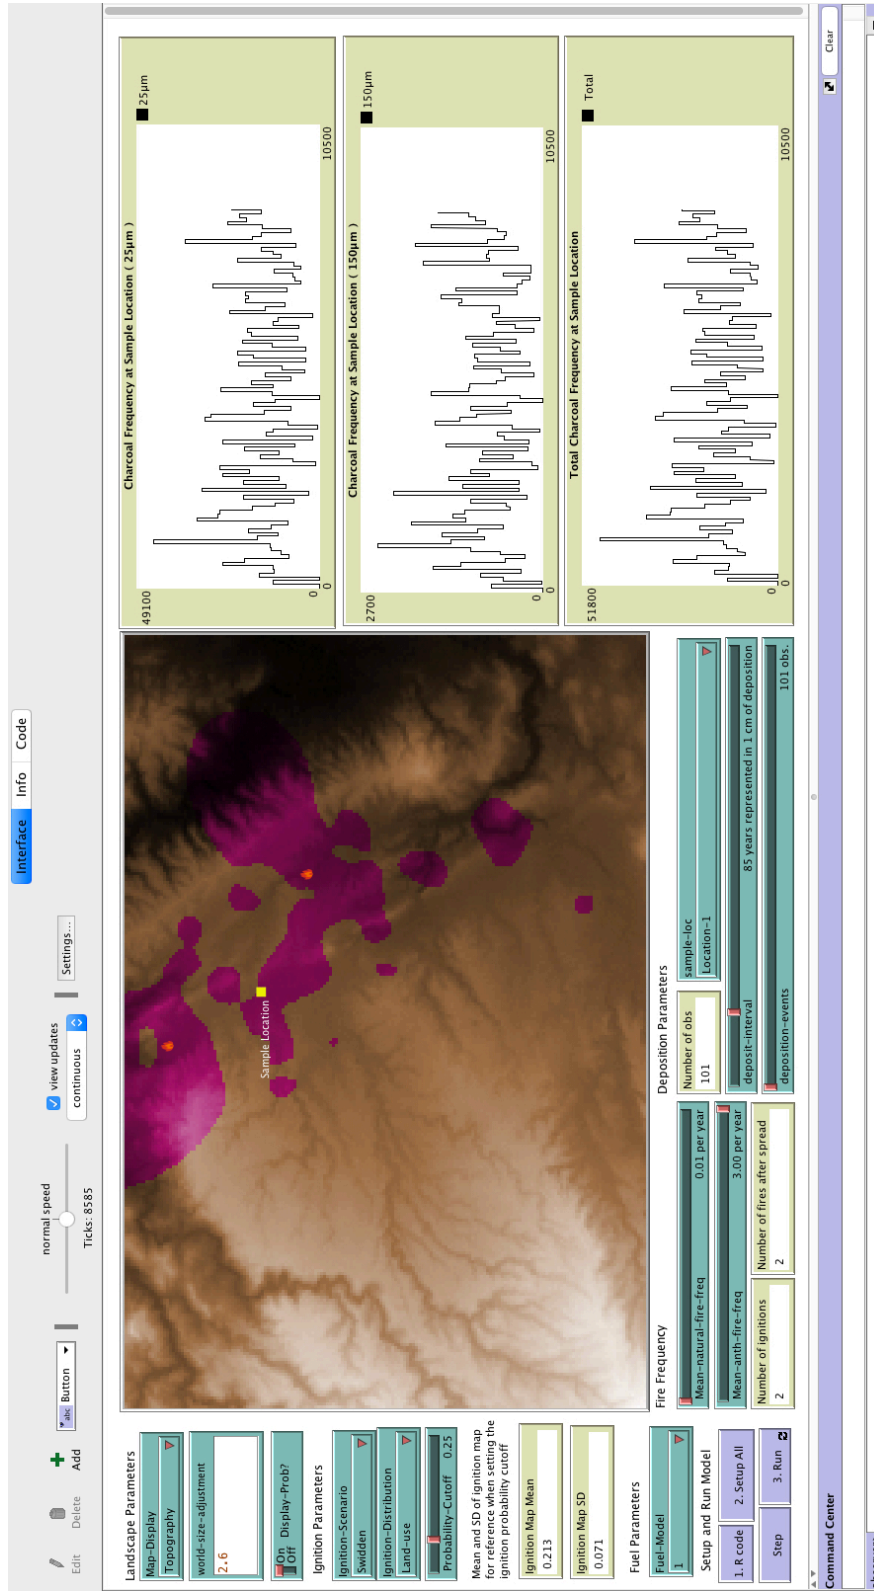 Interface Info Code
Edit
Delete
Add
abc Button
normal speed
Ticks: 8585
view updates
continuous
Settings...
Landscape Parameters
Map-Display
Topography
world-size-adjustment
2.6
On
Off
Display-Prob?
Ignition Parameters
Ignition-Scenario
Swidden
Ignition-Distribution
Land-use
Probability-Cutoff 0.25
Mean and SD of ignition map
for reference when setting the
ignition probability cutoff
Ignition Map Mean
0.213
Ignition Map SD
0.071
Fuel Parameters
Fuel-Model
1
Setup and Run Model
1. R code
2. Setup All
Step
3. Run
Sample Location
Fire Frequency
Mean-natural-fire-freq 0.01 per year
Mean-anth-fire-freq 3.00 per year
Number of ignitions
2
Number of fires after spread
2
Deposition Parameters
Number of obs
101
sample-loc
Location-1
deposit-interval 85 years represented in 1 cm of deposition
deposition-events 101 obs.
Charcoal Frequency at Sample Location ( 25µm )
49100
0
0
10500
25µm
Charcoal Frequency at Sample Location ( 150µm )
2700
0
0
10500
150µm
Total Charcoal Frequency at Sample Location
51800
0
0
10500
Total
Command Center
Clear